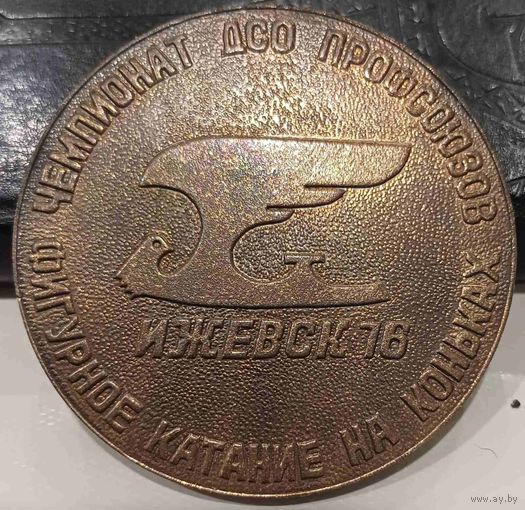 ЧЕМПИОНАТ ДСО ПРОФСОЮЗОВ
ИЖЕВСК 76
ФИГУРНОЕ КАТАНИЕ НА КОНЬКАХ
www.ay.by